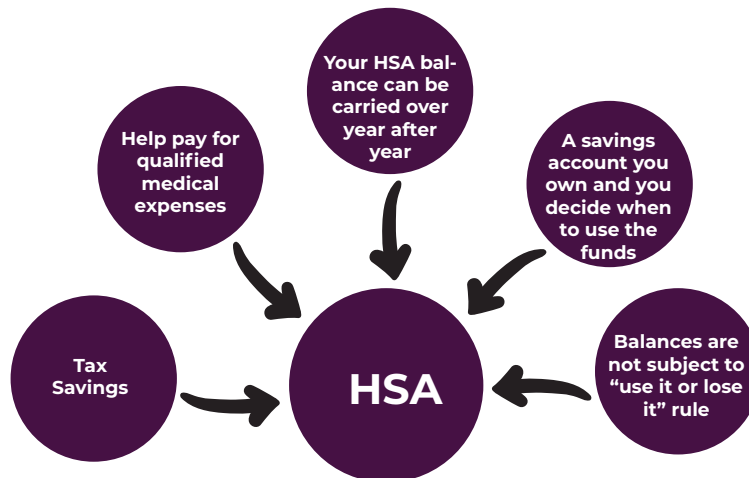 Your HSA bal-
ance can be
carried over
year after
year
Help pay for
qualified
medical
expenses
A savings
account you
own and you
decide when
to use the
funds
Tax
Savings
HSA
Balances are
not subject to
“use it or lose
it” rule